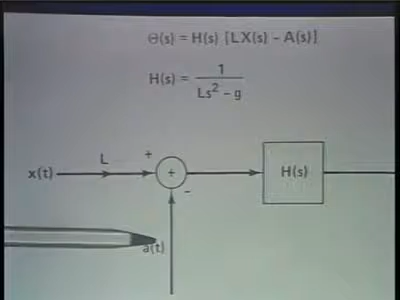 Θ(s) = H(s) [LX(s) – A(s)]
H(s) = 1 / Ls² – g
L
+
x(t)
+
H(s)
–
a(t)